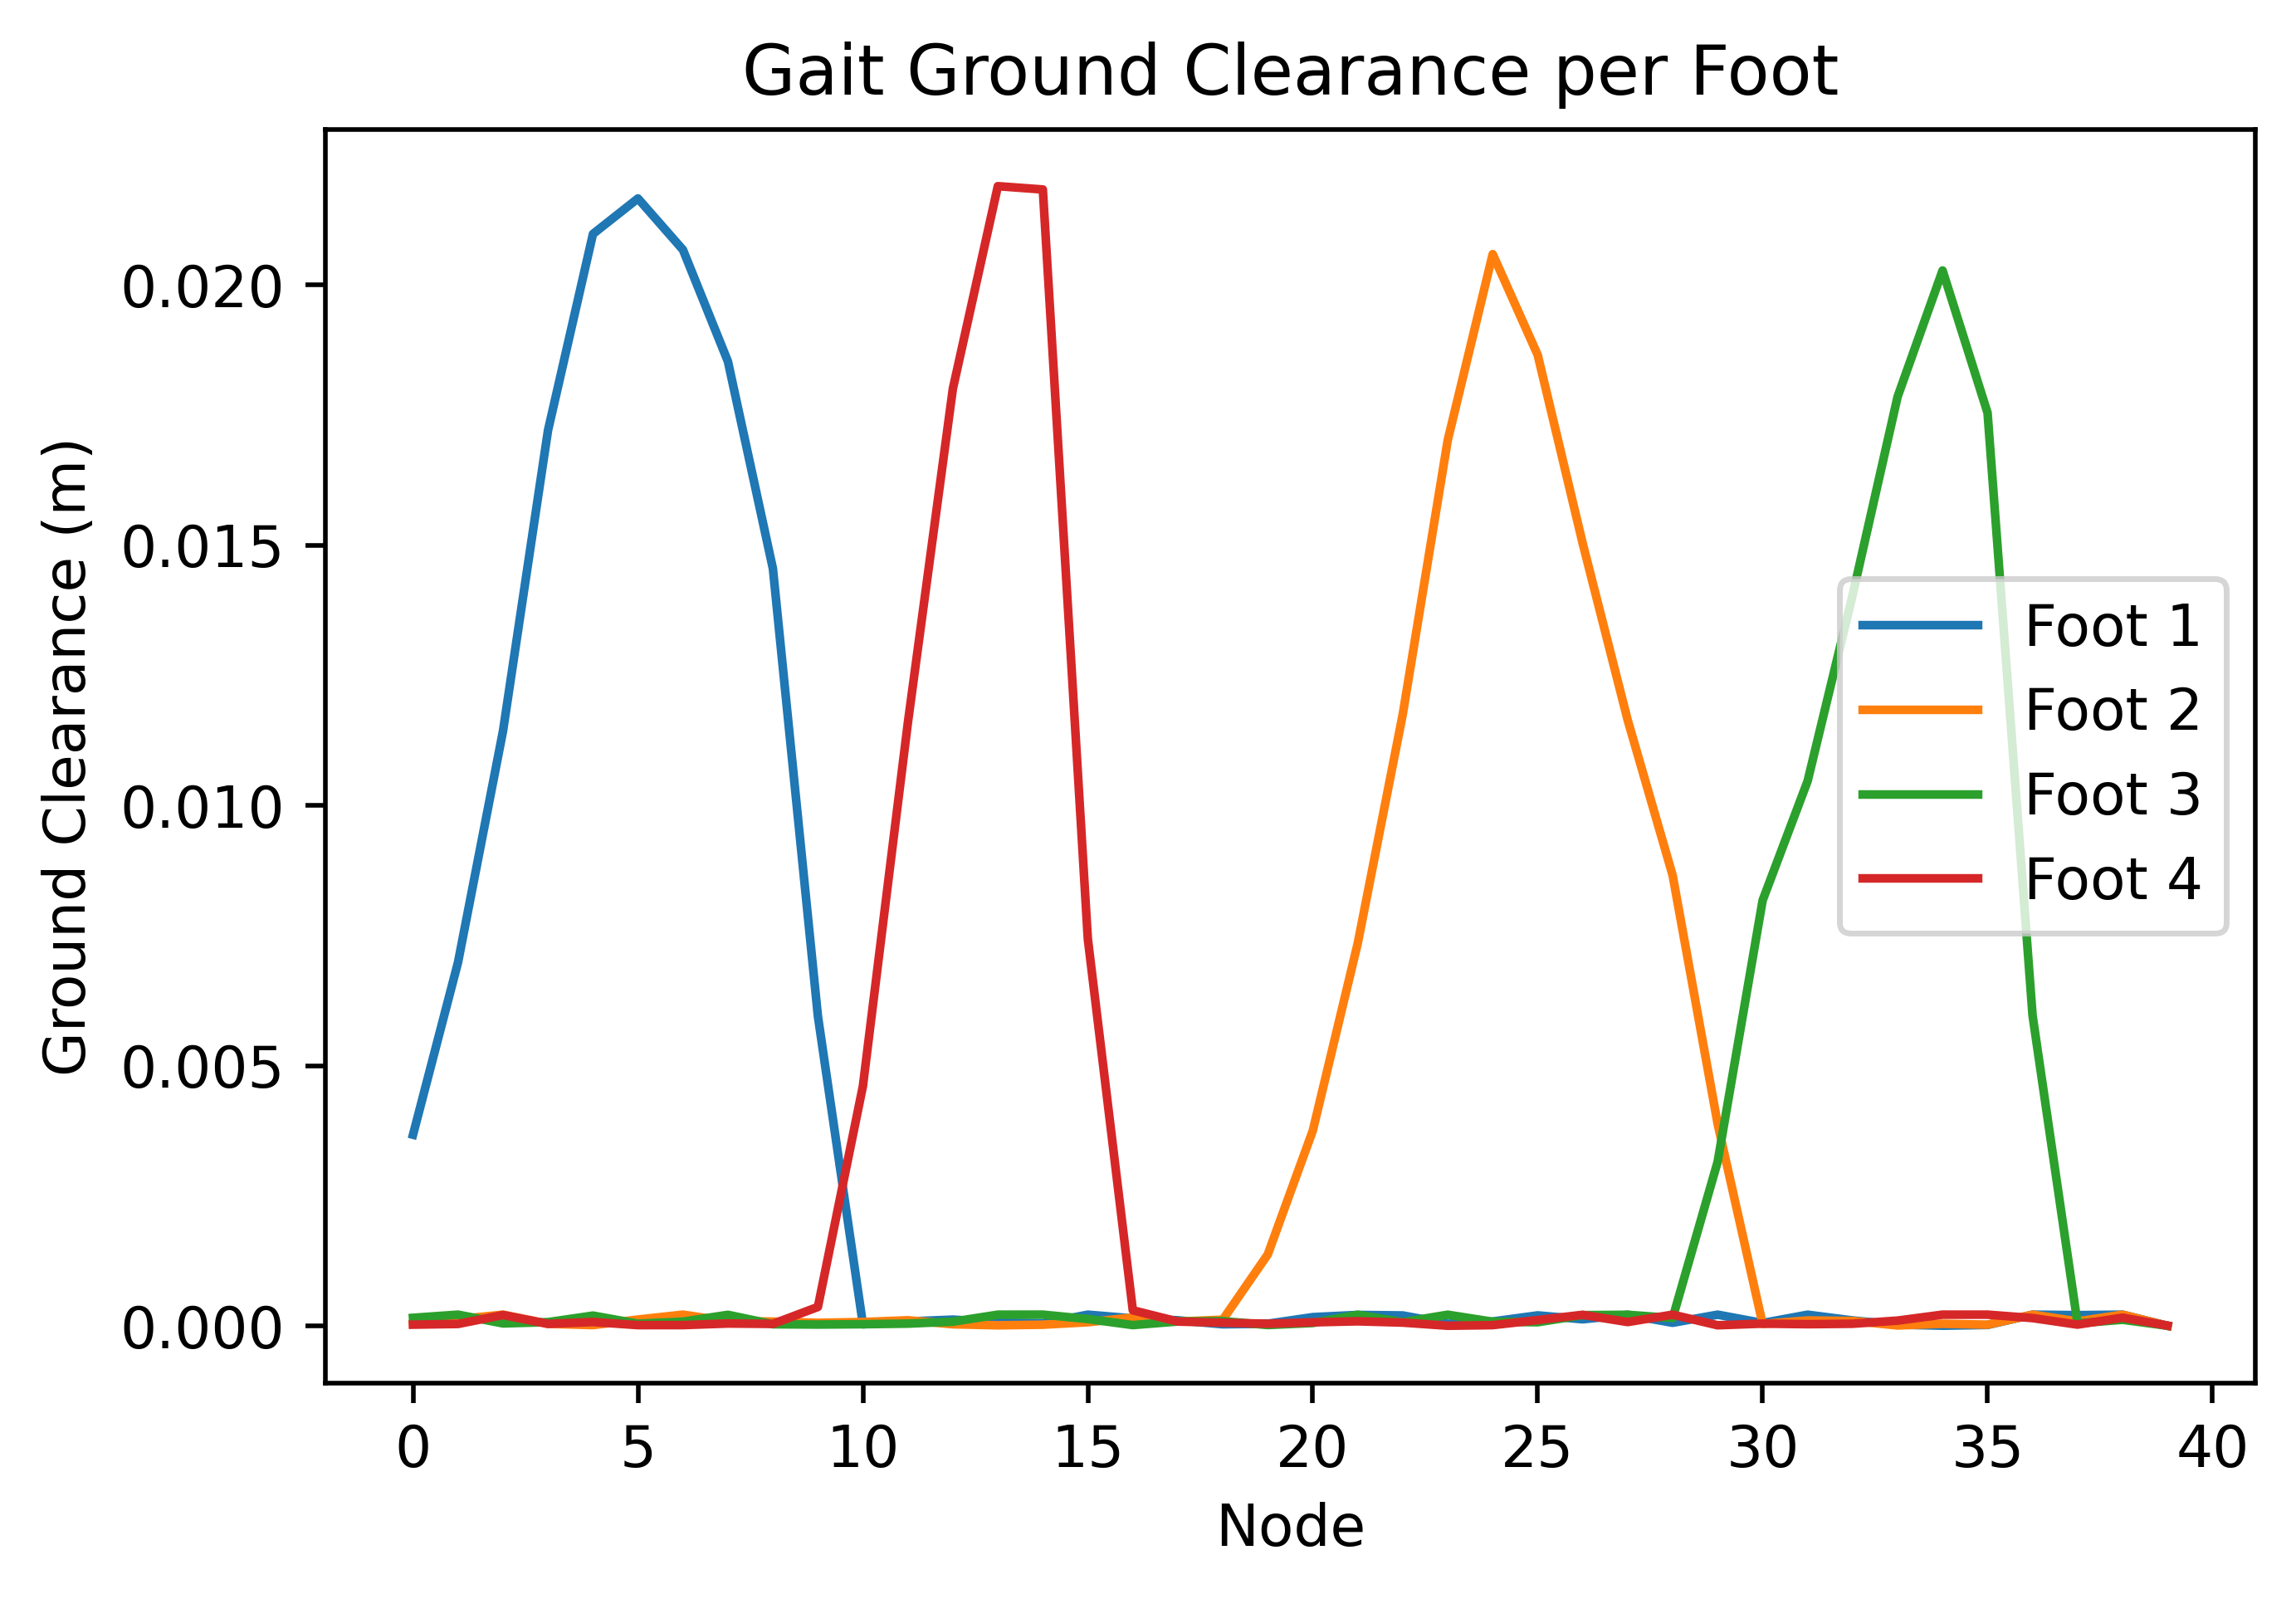 Gait Ground Clearance per Foot
Ground Clearance (m)
0.020
0.015
0.010
0.005
0.000
Foot 1
Foot 2
Foot 3
Foot 4
0 5 10 15 20 25 30 35 40
Node